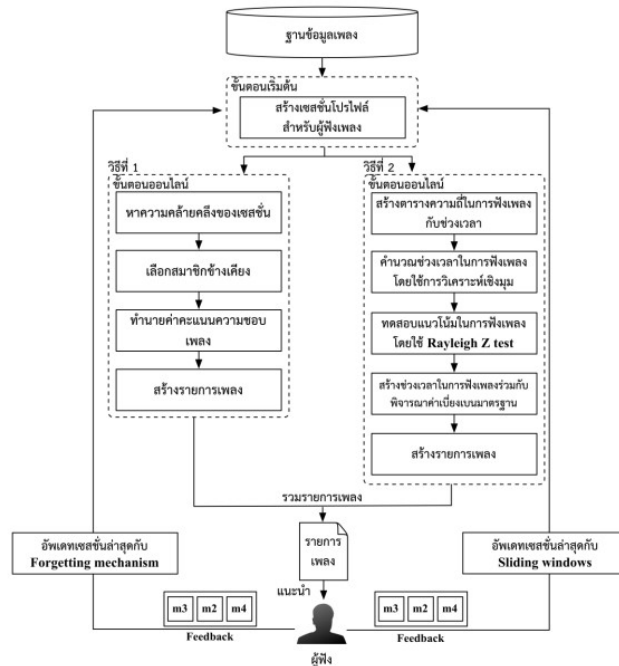 ฐานข้อมูลเพลง
ขั้นตอนเริ่มต้น
สร้างเซสชั่นโปรไฟล์
สำหรับผู้ฟังเพลง
วิธีที่ 1
ขั้นตอนออนไลน์
หาความคล้ายคลึงของเซสชั่น
เลือกสมาชิกข้างเคียง
ทำนายค่าคะแนนความชอบ
เพลง
สร้างรายการเพลง
วิธีที่ 2
ขั้นตอนออนไลน์
สร้างตารางความถี่ในการฟังเพลง
กับช่วงเวลา
คำนวณช่วงเวลาในการฟังเพลง
โดยใช้การวิเคราะห์เชิงมุม
ทดสอบแนวโน้มในการฟังเพลง
โดยใช้ Rayleigh Z test
สร้างช่วงเวลาในการฟังเพลงร่วมกับ
พิจารณาค่าเบี่ยงเบนมาตรฐาน
สร้างรายการเพลง
รวมรายการเพลง
รายการ
เพลง
อัพเดทเซสชั่นล่าสุดกับ
Forgetting mechanism
อัพเดทเซสชั่นล่าสุดกับ
Sliding windows
แนะนำ
m3 m2 m4
Feedback
m3 m2 m4
Feedback
ผู้ฟัง